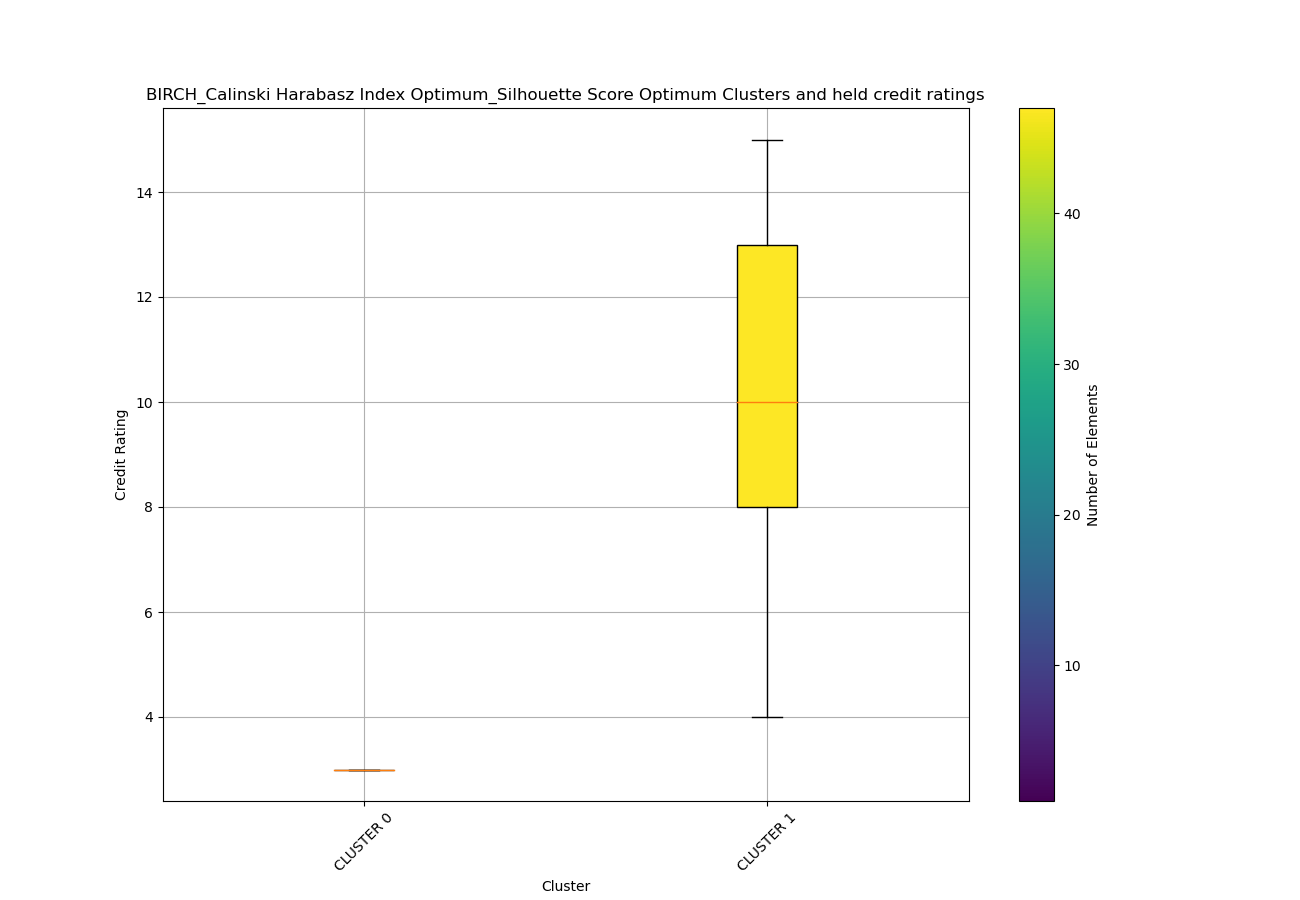 BIRCH_Calinski Harabasz Index Optimum_Silhouette Score Optimum Clusters and held credit ratings
14
12
10
8
6
4
Credit Rating
CLUSTER 0
CLUSTER 1
Cluster
40
30
20
10
Number of Elements